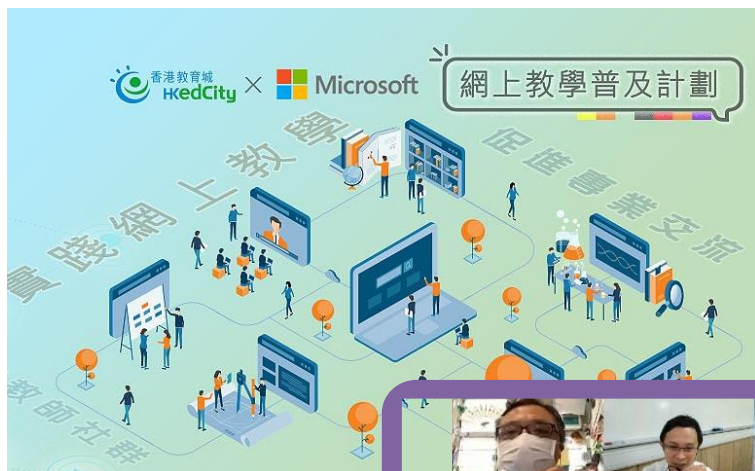 香港教育城
HKedCity × Microsoft
網上教學普及計劃
實踐網上教學
促進專業交流
教師社群